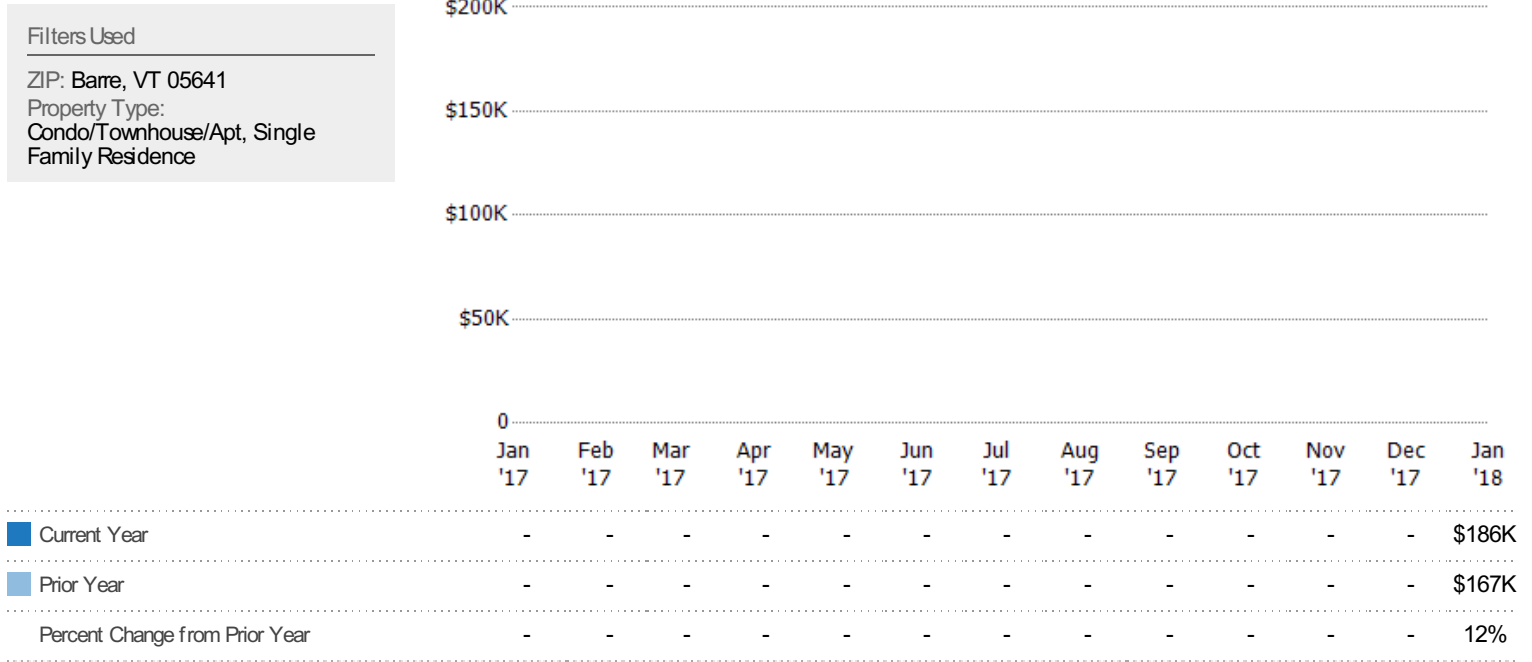 Filters Used
ZIP: Barre, VT 05641
Property Type:
Condo/Townhouse/Apt, Single
Family Residence
$200K
$150K
$100K
$50K
0
Jan Feb Mar Apr May Jun Jul Aug Sep Oct Nov Dec Jan
'17 '17 '17 '17 '17 '17 '17 '17 '17 '17 '17 '17 '18
Current Year - - - - - - - - - - - - $186K
Prior Year - - - - - - - - - - - - $167K
Percent Change from Prior Year - - - - - - - - - - - - 12%